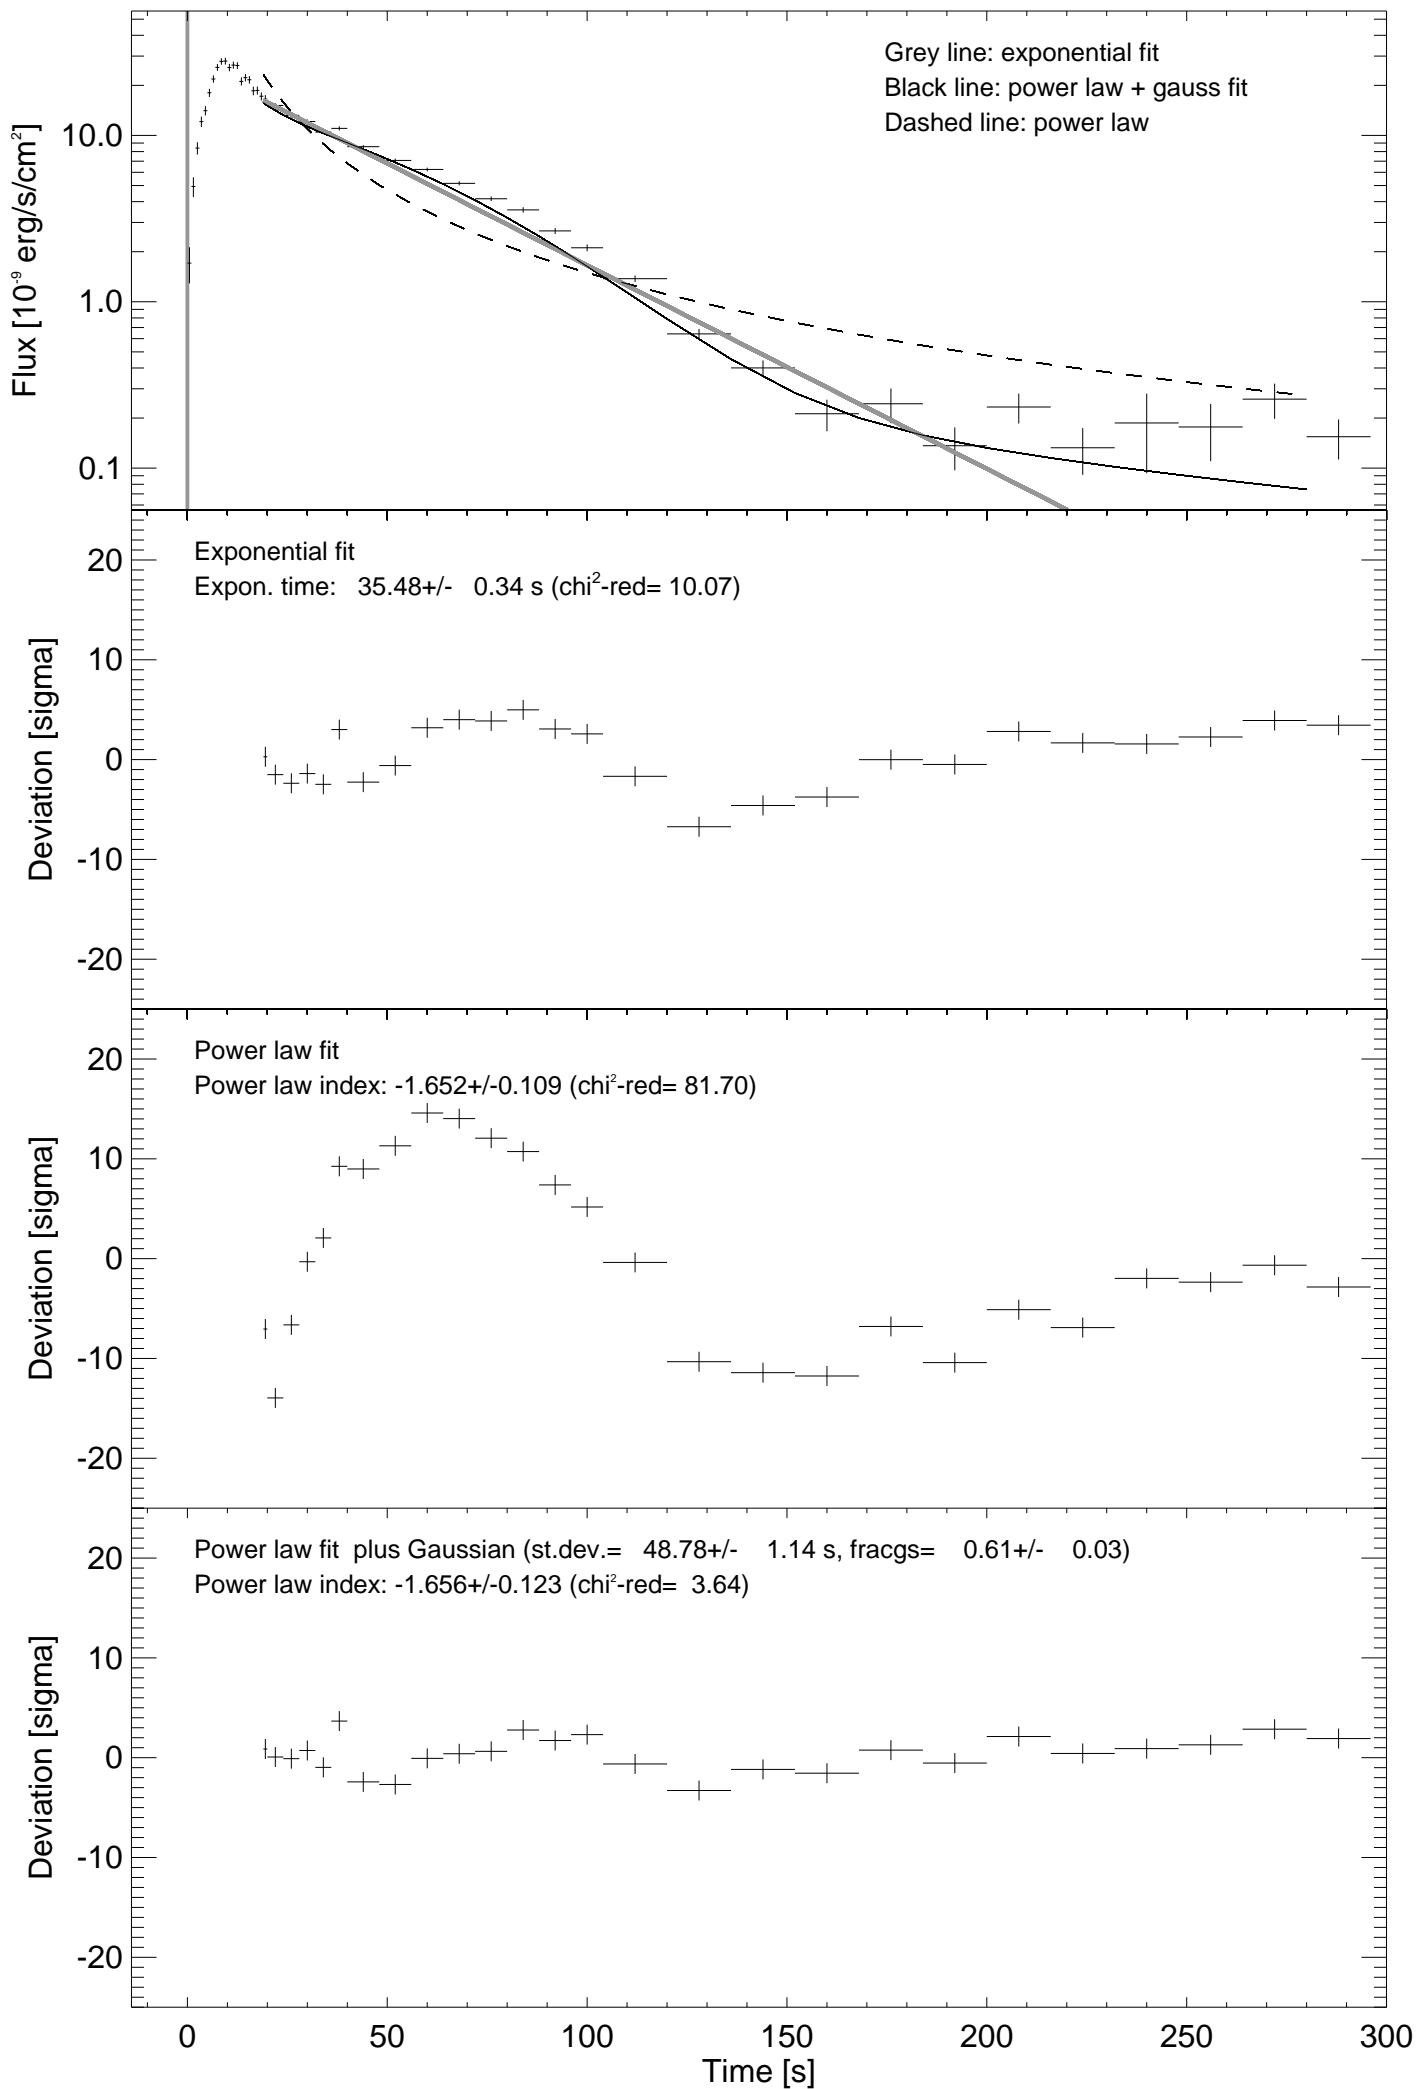 Grey line: exponential fit
Black line: power law + gauss fit
Dashed line: power law
Flux [10⁻⁹ erg/s/cm²]
10.0
1.0
0.1
Exponential fit
Expon. time: 35.48+/- 0.34 s (chi²-red= 10.07)
Deviation [sigma]
20
10
0
-10
-20
Power law fit
Power law index: -1.652+/-0.109 (chi²-red= 81.70)
Deviation [sigma]
20
10
0
-10
-20
Power law fit plus Gaussian (st.dev.= 48.78+/- 1.14 s, fracgs= 0.61+/- 0.03)
Power law index: -1.656+/-0.123 (chi²-red= 3.64)
Deviation [sigma]
20
10
0
-10
-20
0 50 100 150 200 250 300
Time [s]